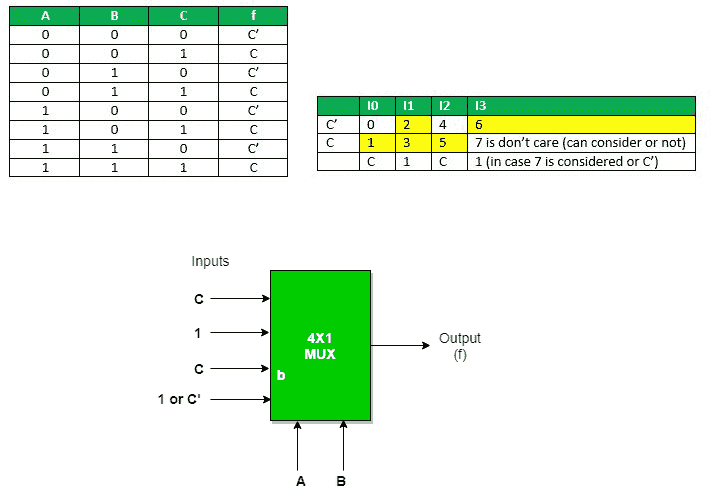 A B C f
0 0 0 C’
0 0 1 C
0 1 0 C’
0 1 1 C
1 0 0 C’
1 0 1 C
1 1 0 C’
1 1 1 C
I0 I1 I2 I3
C’ 0 2 4 6
C 1 3 5 7 is don’t care (can consider or not)
C 1 C 1 (in case 7 is considered or C’)
Inputs
C
1
C
1 or C'
4X1
MUX
b
Output
(f)
A B